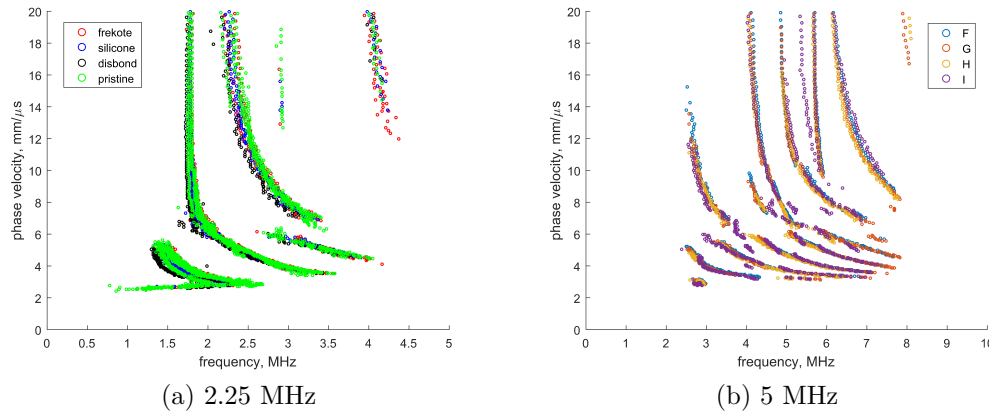 20
18
16
14
12
10
8
6
4
2
0
phase velocity, mm/μs
frekote
silicone
disbond
pristine
0 0.5 1 1.5 2 2.5 3 3.5 4 4.5 5
frequency, MHz
(a) 2.25 MHz
20
18
16
14
12
10
8
6
4
2
0
phase velocity, mm/μs
F
G
H
I
0 1 2 3 4 5 6 7 8 9 10
frequency, MHz
(b) 5 MHz